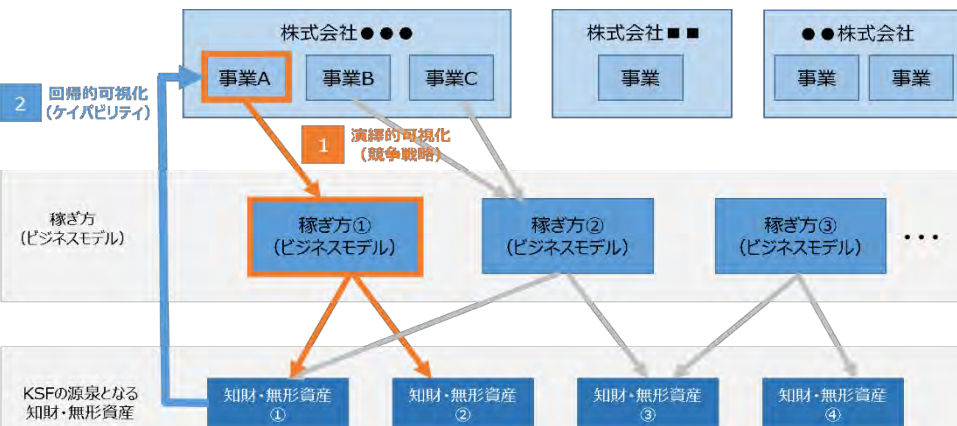 株式会社●●●
株式会社■■
●●株式会社
事業A
事業B
事業C
事業
事業
事業
2
回帰的可視化
(ケイパビリティ)
1
演繹的可視化
(競争戦略)
稼ぎ方
(ビジネスモデル)
稼ぎ方①
(ビジネスモデル)
稼ぎ方②
(ビジネスモデル)
稼ぎ方③
(ビジネスモデル)
・・・
KSFの源泉となる
知財・無形資産
知財・無形資産
①
知財・無形資産
②
知財・無形資産
③
知財・無形資産
④